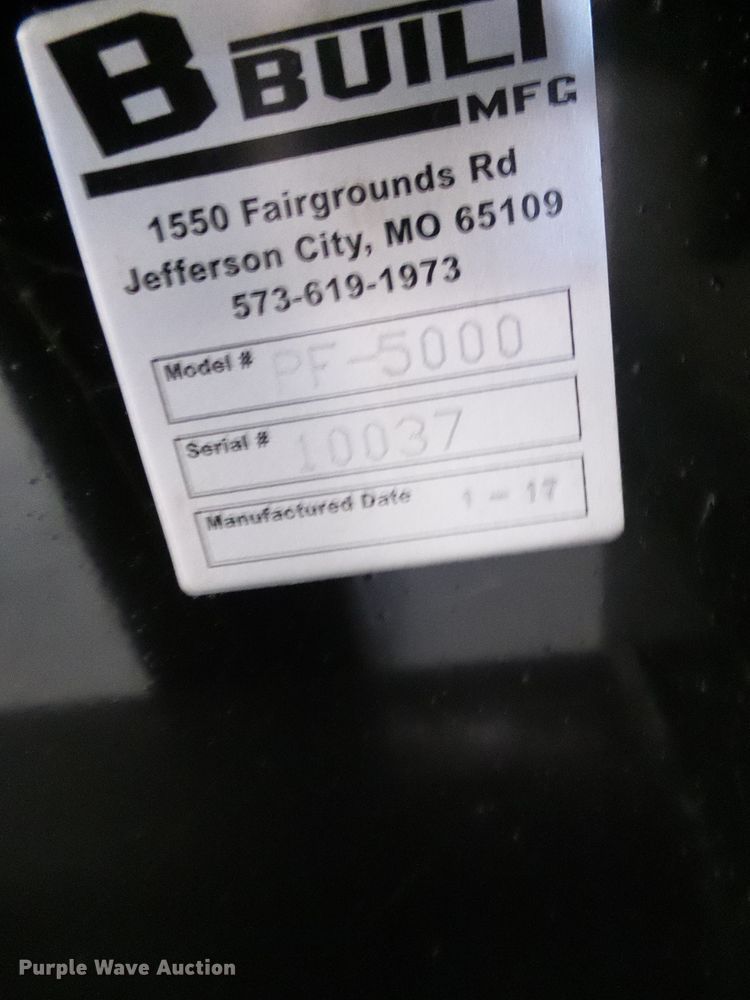 B BUILT
MFG
1550 Fairgrounds Rd
Jefferson City, MO 65109
573-619-1973
Model # PF-5000
Serial # 10037
Manufactured Date 1-17
Purple Wave Auction